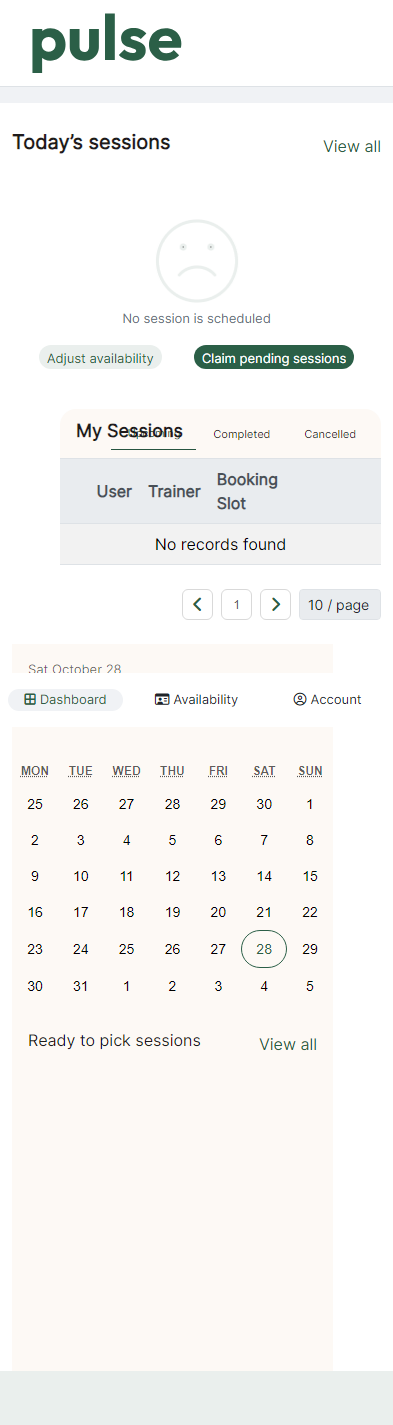 pulse
Today's sessions
View all
No session is scheduled
Adjust availability
Claim pending sessions
My Sessions
Upcoming
Completed
Cancelled
User Trainer Booking Slot
No records found
1
10 / page
Sat October 28
Dashboard
Availability
Account
MON TUE WED THU FRI SAT SUN
25 26 27 28 29 30 1
2 3 4 5 6 7 8
9 10 11 12 13 14 15
16 17 18 19 20 21 22
23 24 25 26 27 28 29
30 31 1 2 3 4 5
Ready to pick sessions
View all